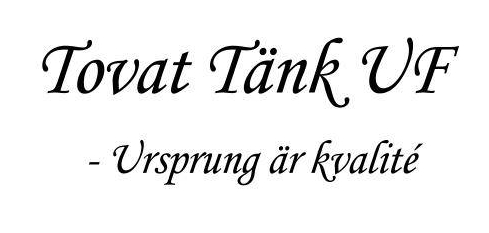 Tovat Tänk UF
- Ursprung är kvalité